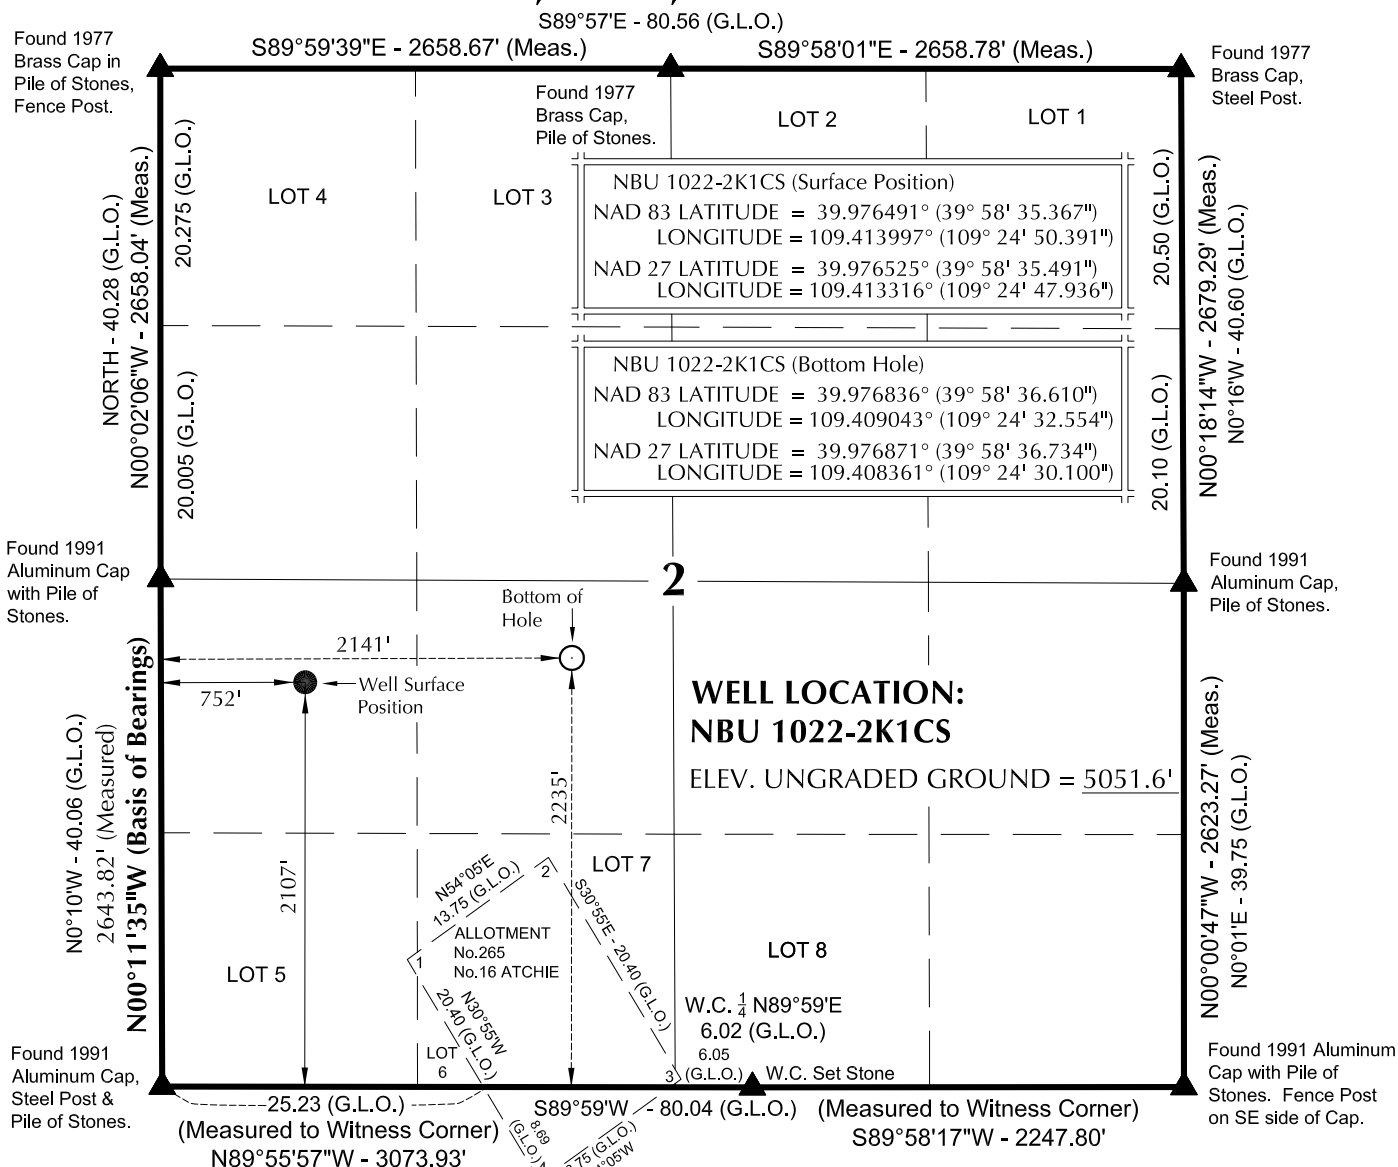 S89°57'E - 80.56 (G.L.O.)
S89°59'39"E - 2658.67' (Meas.)
S89°58'01"E - 2658.78' (Meas.)
Found 1977
Brass Cap in
Pile of Stones,
Fence Post.
Found 1977
Brass Cap,
Pile of Stones.
Found 1977
Brass Cap,
Steel Post.
LOT 4
LOT 3
LOT 2
LOT 1
NORTH - 40.28 (G.L.O.)
N00°02'06"W - 2658.04' (Meas.)
20.275 (G.L.O.)
20.005 (G.L.O.)
NBU 1022-2K1CS (Surface Position)
NAD 83 LATITUDE = 39.976491° (39° 58' 35.367")
LONGITUDE = 109.413997° (109° 24' 50.391")
NAD 27 LATITUDE = 39.976525° (39° 58' 35.491")
LONGITUDE = 109.413316° (109° 24' 47.936")
NBU 1022-2K1CS (Bottom Hole)
NAD 83 LATITUDE = 39.976836° (39° 58' 36.610")
LONGITUDE = 109.409043° (109° 24' 32.554")
NAD 27 LATITUDE = 39.976871° (39° 58' 36.734")
LONGITUDE = 109.408361° (109° 24' 30.100")
20.50 (G.L.O.)
20.10 (G.L.O.)
N00°18'14"W - 2679.29' (Meas.)
N0°16'W - 40.60 (G.L.O.)
Found 1991
Aluminum Cap
with Pile of
Stones.
2
Found 1991
Aluminum Cap,
Pile of Stones.
Bottom of
Hole
2141'
752'
Well Surface
Position
WELL LOCATION:
NBU 1022-2K1CS
ELEV. UNGRADED GROUND = 5051.6'
N0°10'W - 40.06 (G.L.O.)
2643.82' (Measured)
N00°11'35"W (Basis of Bearings)
2107'
2235'
N00°00'47"W - 2623.27' (Meas.)
N0°01'E - 39.75 (G.L.O.)
LOT 7
N54°05'E
13.75 (G.L.O.)
2
S30°55'E - 20.40 (G.L.O.)
ALLOTMENT
No.265
No.16 ATCHIE
1
LOT 5
LOT 8
N30°55'W
20.40 (G.L.O.)
LOT
6
W.C. 1/4 N89°59'E
6.02 (G.L.O.)
6.05
(G.L.O.)
3
W.C. Set Stone
Found 1991
Aluminum Cap,
Steel Post &
Pile of Stones.
Found 1991 Aluminum
Cap with Pile of
Stones. Fence Post
on SE side of Cap.
25.23 (G.L.O.)
S89°59'W - 80.04 (G.L.O.)
(Measured to Witness Corner)
N89°55'57"W - 3073.93'
8.69
(G.L.O.)
(Measured to Witness Corner)
S89°58'17"W - 2247.80'